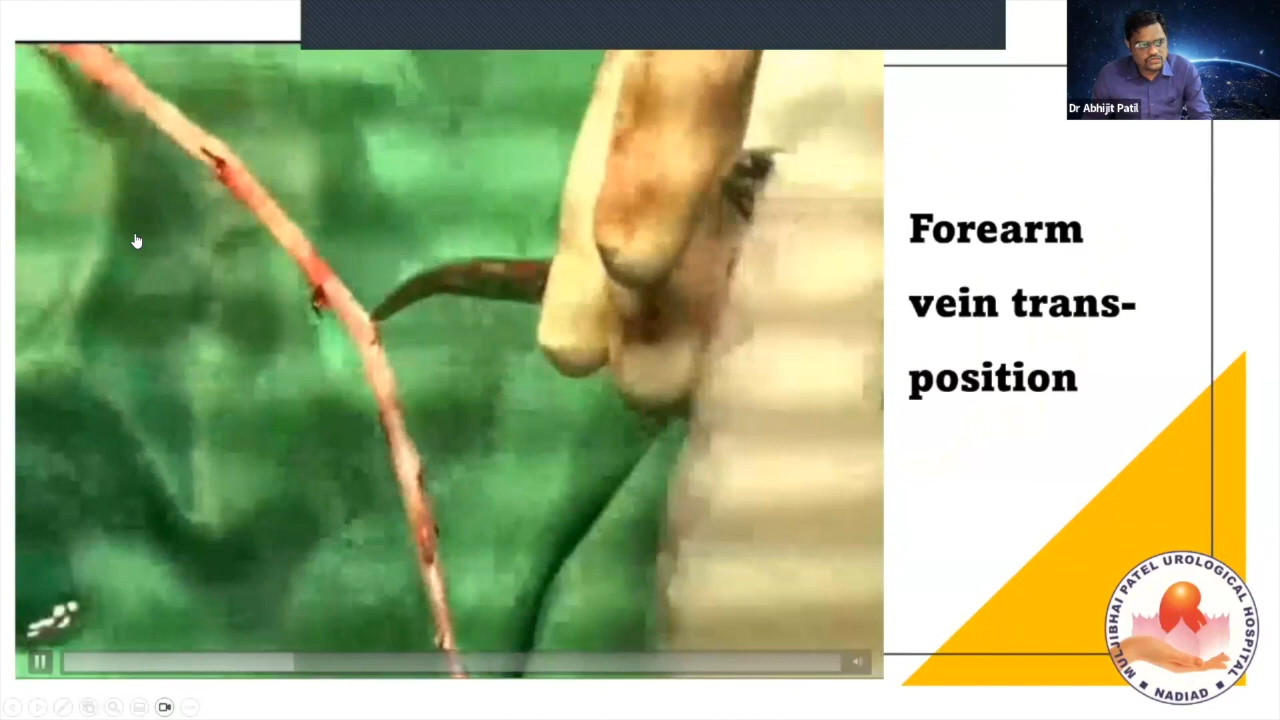 Dr Abhijit Patil
Forearm
vein trans-
position
MULJIBHAI PATEL UROLOGICAL HOSPITAL
NADIAD